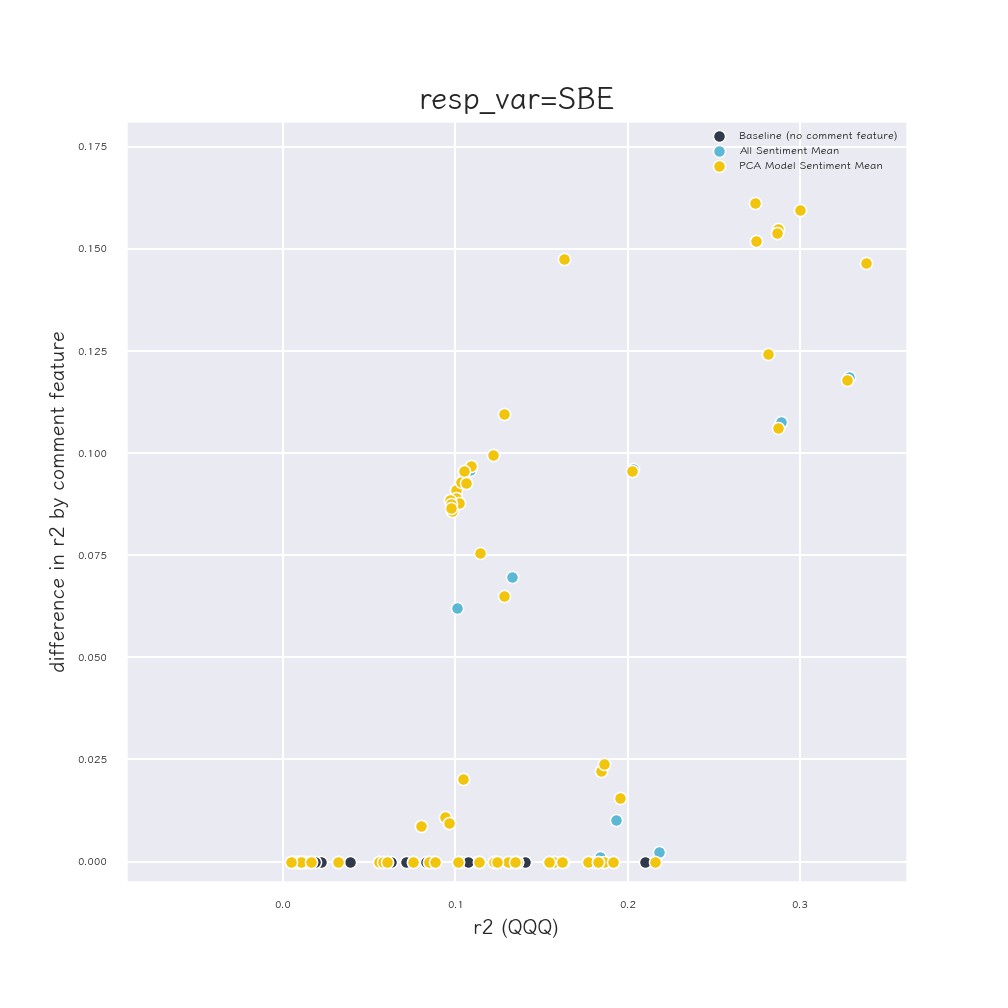 resp_var=SBE
Baseline (no comment feature)
All Sentiment Mean
PCA Model Sentiment Mean
difference in r2 by comment feature
0.175
0.150
0.125
0.100
0.075
0.050
0.025
0.000
0.0 0.1 0.2 0.3
r2 (QQQ)